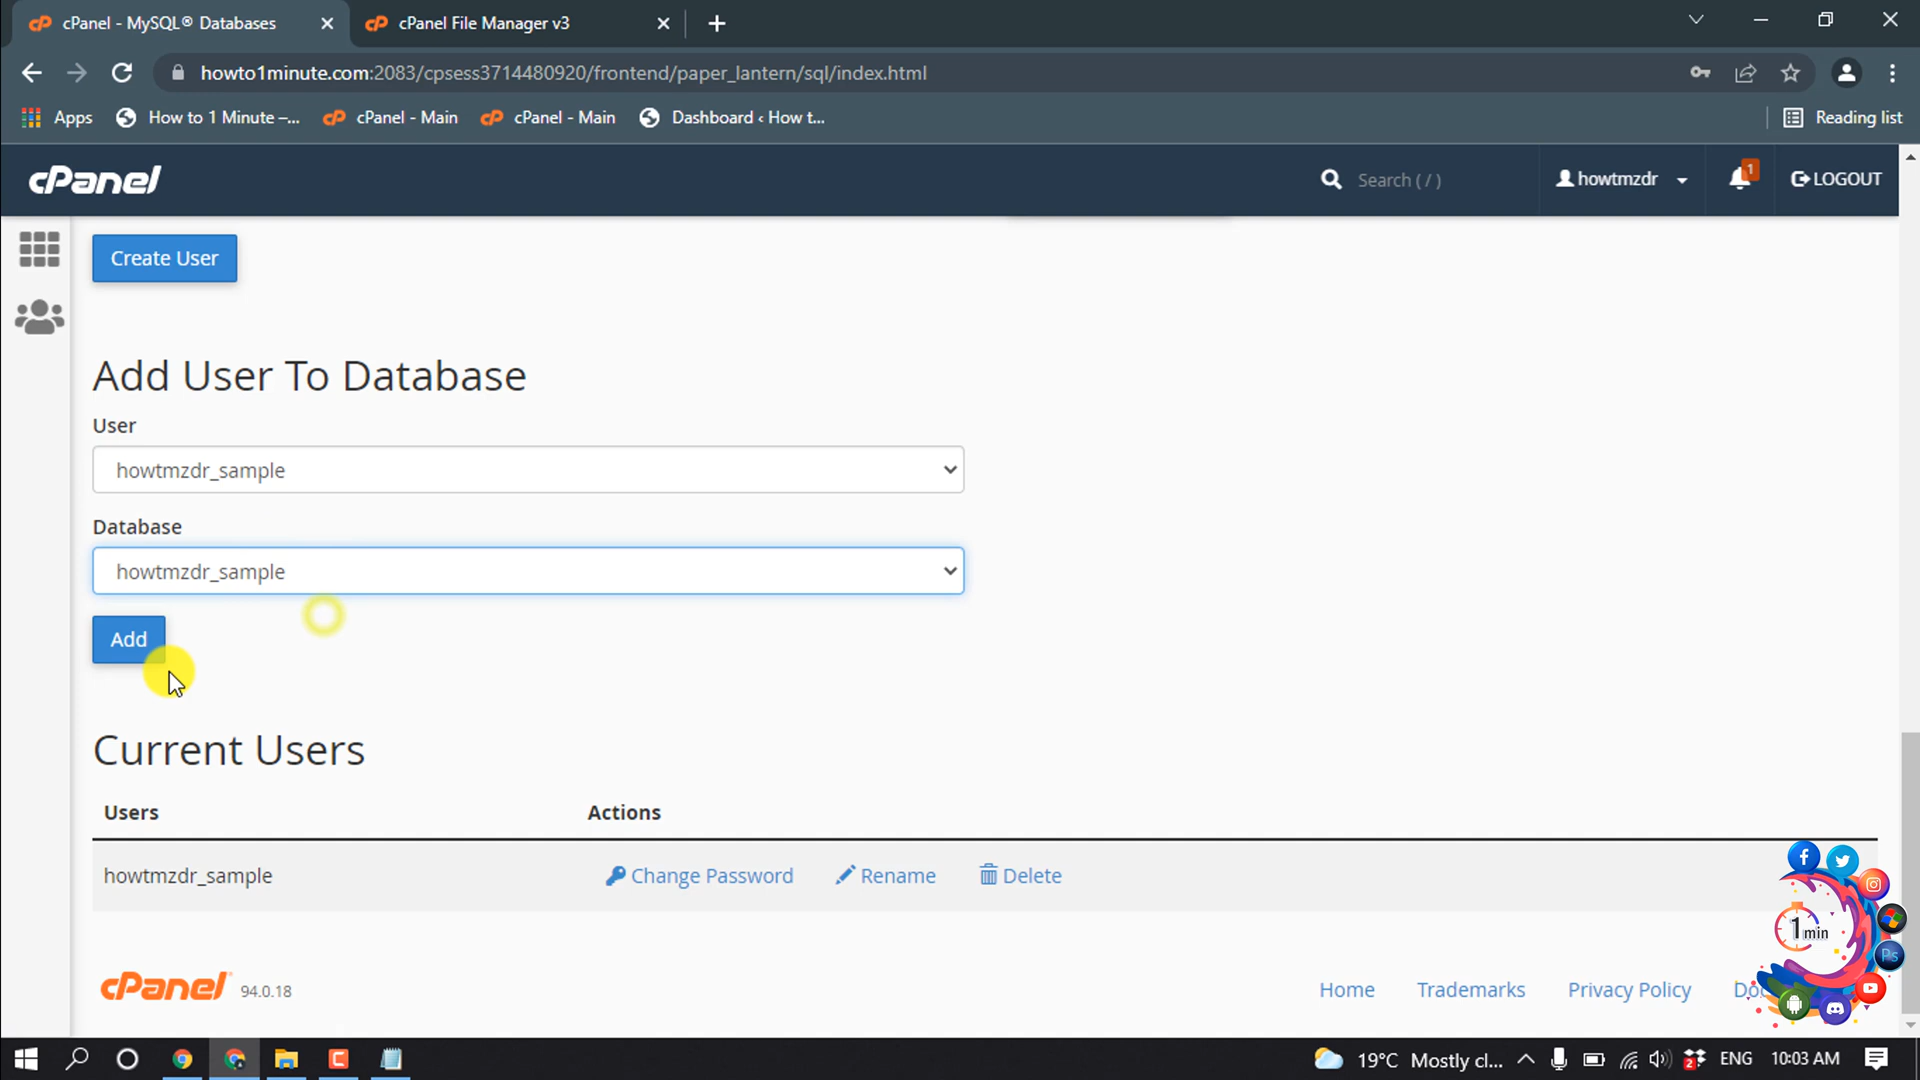 cPanel - MySQL® Databases
cPanel File Manager v3
howto1minute.com:2083/cpsess3714480920/frontend/paper_lantern/sql/index.html
Apps
How to 1 Minute –...
cPanel - Main
cPanel - Main
Dashboard ‹ How t...
Reading list
cPanel
Search ( / )
howtmzdr
1
LOGOUT
Create User
Add User To Database
User
howtmzdr_sample
Database
howtmzdr_sample
Add
Current Users
Users Actions
howtmzdr_sample Change Password Rename Delete
1 min
Ps
cPanel 94.0.18
Home Trademarks Privacy Policy
19°C Mostly cl...
2
ENG
10:03 AM